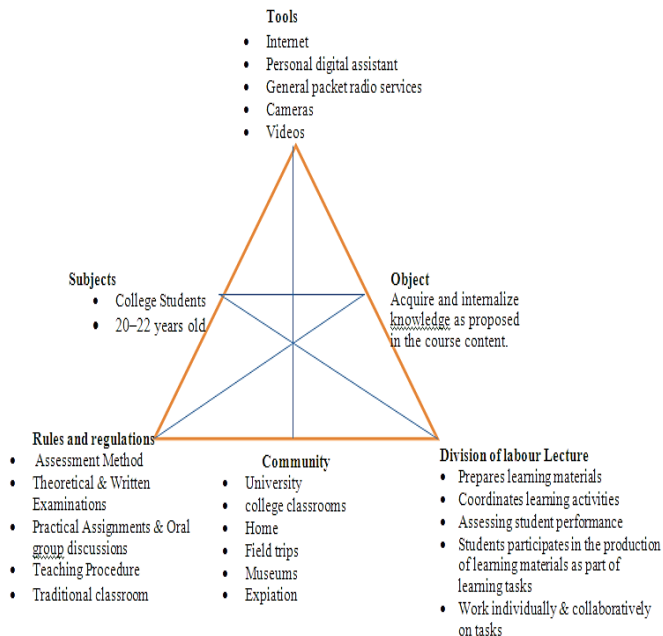 Tools
• Internet
• Personal digital assistant
• General packet radio services
• Cameras
• Videos
Subjects
• College Students
• 20–22 years old
Object
Acquire and internalize
knowledge as proposed
in the course content.
Rules and regulations
• Assessment Method
• Theoretical & Written
Examinations
• Practical Assignments & Oral
group discussions
• Teaching Procedure
• Traditional classroom
Community
• University
• college classrooms
• Home
• Field trips
• Museums
• Expiation
Division of labour Lecture
• Prepares learning materials
• Coordinates learning activities
• Assessing student performance
• Students participates in the production
of learning materials as part of
learning tasks
• Work individually & collaboratively
on tasks